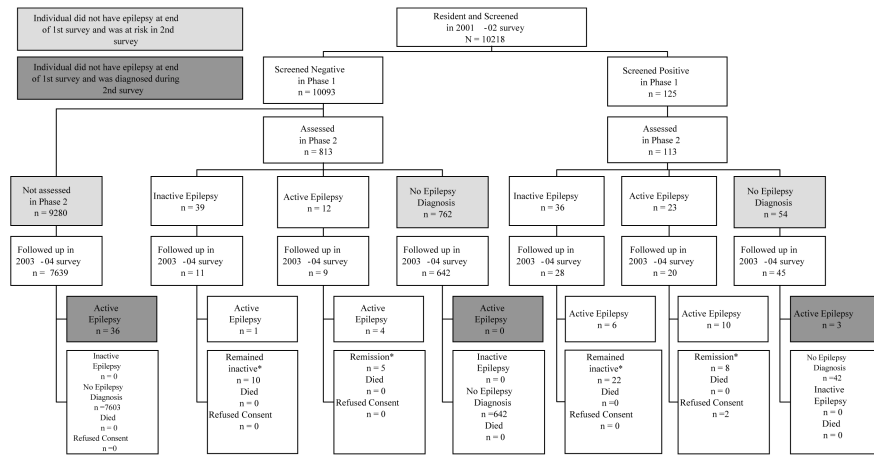 Individual did not have epilepsy at end
of 1st survey and was at risk in 2nd
survey
Individual did not have epilepsy at end
of 1st survey and was diagnosed during
2nd survey
Resident and Screened
in 2001 -02 survey
N = 10218
Screened Negative
in Phase 1
n = 10093
Screened Positive
in Phase 1
n = 125
Assessed
in Phase 2
n = 813
Assessed
in Phase 2
n = 113
Not assessed
in Phase 2
n = 9280
Inactive Epilepsy
n = 39
Active Epilepsy
n = 12
No Epilepsy
Diagnosis
n = 762
Inactive Epilepsy
n = 36
Active Epilepsy
n = 23
No Epilepsy
Diagnosis
n = 54
Followed up in
2003 -04 survey
n = 7639
Followed up in
2003 -04 survey
n = 11
Followed up in
2003 -04 survey
n = 9
Followed up in
2003 -04 survey
n = 642
Followed up in
2003 -04 survey
n = 28
Followed up in
2003 -04 survey
n = 20
Followed up in
2003 -04 survey
n = 45
Active
Epilepsy
n = 36
Active
Epilepsy
n = 1
Active
Epilepsy
n = 4
Active
Epilepsy
n = 0
Active Epilepsy
n = 6
Active Epilepsy
n = 10
Active Epilepsy
n = 3
Inactive
Epilepsy
n = 0
No Epilepsy
Diagnosis
n =7603
Died
n = 0
Refused Consent
n =0
Remained
inactive*
n = 10
Died
n = 0
Refused Consent
n = 0
Remission*
n = 5
Died
n = 0
Refused Consent
n = 0
Inactive
Epilepsy
n = 0
No Epilepsy
Diagnosis
n =642
Died
n = 0
Remained
inactive*
n = 22
Died
n =0
Refused Consent
n = 0
Remission*
n = 8
Died
n = 0
Refused Consent
n =2
No Epilepsy
Diagnosis
n =42
Inactive
Epilepsy
n = 0
Died
n = 0